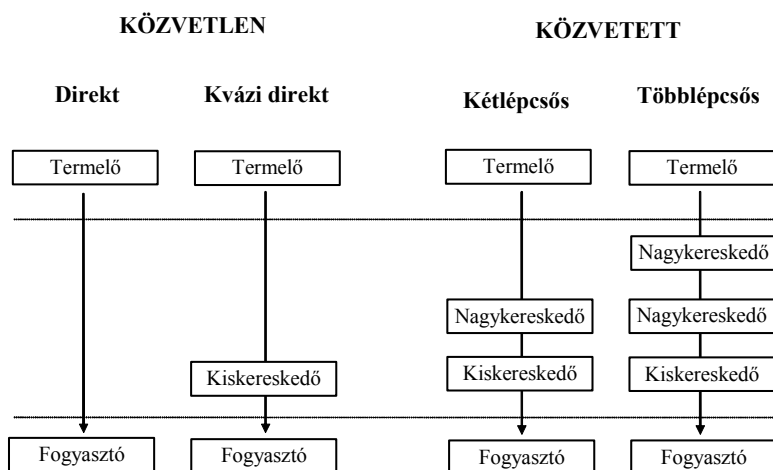 KÖZVETLEN KÖZVETETT
Direkt Kvázi direkt Kétlépcsős Többlépcsős
Termelő Termelő Termelő Termelő
Nagykereskedő
Nagykereskedő Nagykereskedő
Kiskereskedő Kiskereskedő Kiskereskedő
Fogyasztó Fogyasztó Fogyasztó Fogyasztó